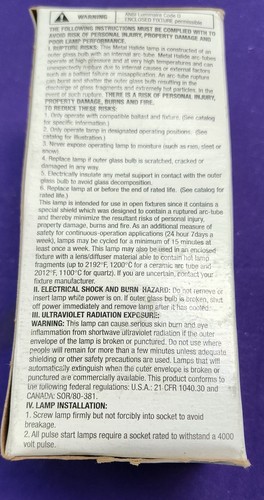 WARNING
ENCLOSED FIXTURE permissible
THE FOLLOWING INSTRUCTIONS MUST BE COMPLIED WITH TO
AVOID RISK OF PERSONAL INJURY, PROPERTY DAMAGE AND
POOR LAMP PERFORMANCE.
I. RUPTURE RISKS: This Metal Halide lamp is constructed of an
outer glass bulb with an internal arc tube. Metal Halide arc tubes
operate at high pressure and at very high temperatures and can
unexpectedly rupture due to internal causes or external factors
such as a ballast failure or misapplication. An arc tube rupture
can burst and shatter the outer glass bulb resulting in the
discharge of glass fragments and extremely hot particles. In the
event of such rupture, THERE IS A RISK OF PERSONAL INJURY,
PROPERTY DAMAGE, BURNS AND FIRE.
TO REDUCE THESE RISKS:
1. Only operate with compatible ballast and fixture. (See catalog
for specific information.)
2. Only operate lamp in designated operating positions. (See
catalog for illustration.)
3. Never expose operating lamp to moisture (such as rain, sleet or
snow).
4. Replace lamp if outer glass bulb is scratched, cracked or
damaged in any way.
5. Electrically insulate any metal support in contact with the outer
glass bulb to avoid glass decomposition.
6. Replace lamp at or before the end of rated life. (See catalog for
rated life.)
This lamp is intended for use in open fixtures since it contains a
special shield which was designed to contain a ruptured arc-tube
and thereby minimize the resultant risks of personal injury,
property damage, burns and fire. As an additional measure of
safety for continuous-operation applications (24 hour 7days a
week), lamps may be cycled for a minimum of 15 minutes at
least once a week. This lamp may also be used in an enclosed
fixture with a lens/diffuser material able to contain hot lamp
fragments (up to 2192°F, 1200°C for a ceramic arc tube and
2012°F, 1100°C for quartz). If you are uncertain, contact your
fixture manufacturer.
II. ELECTRICAL SHOCK AND BURN HAZARD: Do not remove or
insert lamp while power is on. If outer glass bulb is broken, shut
off power immediately and remove lamp after it has cooled.
III. ULTRAVIOLET RADIATION EXPOSURE:
WARNING: This lamp can cause serious skin burn and eye
inflammation from shortwave ultraviolet radiation if the outer
envelope of the lamp is broken or punctured. Do not use where
people will remain for more than a few minutes unless adequate
shielding or other safety precautions are used. Lamps that will
automatically extinguish when the outer envelope is broken or
punctured are commercially available. This product conforms to
the following federal regulations: U.S.A.: 21 CFR 1040.30 and
CANADA: SOR/80-381.
IV. LAMP INSTALLATION:
1. Screw lamp firmly but not forcibly into socket to avoid
breakage.
2. All pulse start lamps require a socket rated to withstand a 4000
volt pulse.